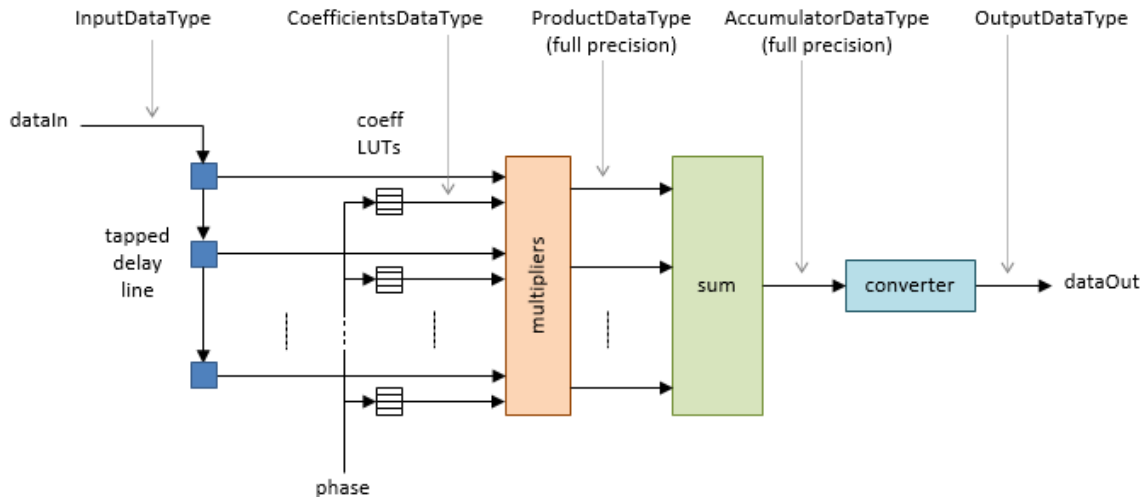 InputDataType
CoefficientsDataType
ProductDataType
(full precision)
AccumulatorDataType
(full precision)
OutputDataType
dataIn
coeff
LUTs
tapped
delay
line
multipliers
sum
converter
dataOut
phase